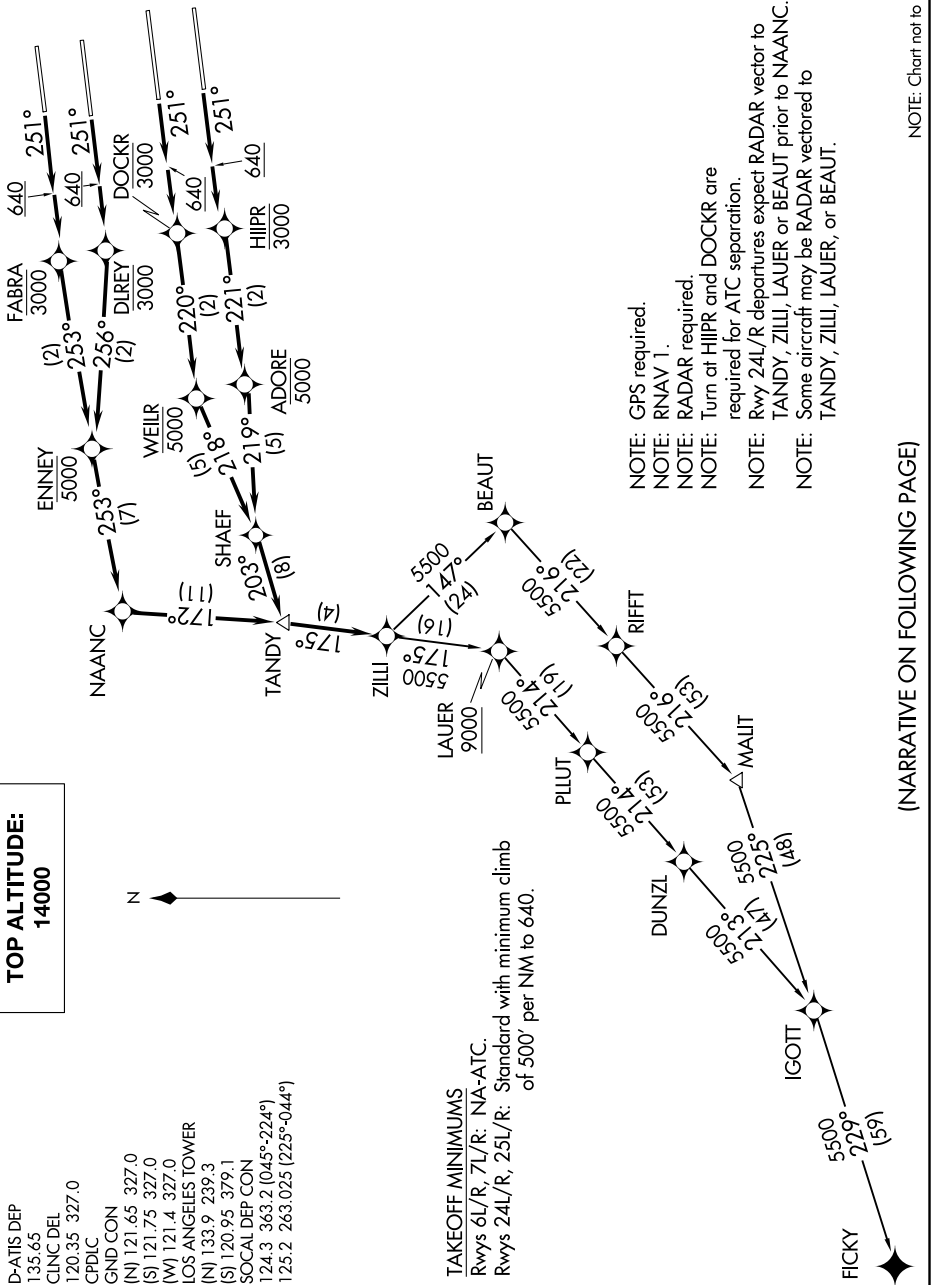 TOP ALTITUDE:
14000
D-ATIS DEP
135.65
CLNC DEL
120.35 327.0
CPDLC
GND CON
(N) 121.65 327.0
(S) 121.75 327.0
(W) 121.4 327.0
LOS ANGELES TOWER
(N) 133.9 239.3
(S) 120.95 379.1
SOCAL DEP CON
124.3 363.2 (045°-224°)
125.2 263.025 (225°-044°)
N
251°
640
FABRA
3000
251°
640
DLREY
3000
251°
640
DOCKR
3000
251°
640
HIIPR
3000
(2)
253°
256°
(2)
220°
(2)
221°
(2)
ENNEY
5000
WEILR
5000
ADORE
5000
253°
(7)
(5)
218°
219°
(5)
NAANC
SHAEF
172°
(11)
203°
(8)
TANDY
175°
(4)
ZILLI
5500
147°
(24)
BEAUT
5500
175°
(16)
LAUER
9000
5500
216°
(22)
RIFFT
5500
214°
(19)
PLLUT
5500
216°
(53)
MALIT
5500
214°
(53)
DUNZL
5500
225°
(48)
5500
213°
(47)
IGOTT
5500
229°
(59)
FICKY
TAKEOFF MINIMUMS
Rwys 6L/R, 7L/R: NA-ATC.
Rwys 24L/R, 25L/R: Standard with minimum climb
of 500' per NM to 640.
NOTE: GPS required.
NOTE: RNAV 1.
NOTE: RADAR required.
NOTE: Turn at HIIPR and DOCKR are
required for ATC separation.
NOTE: Rwy 24L/R departures expect RADAR vector to
TANDY, ZILLI, LAUER or BEAUT prior to NAANC.
NOTE: Some aircraft may be RADAR vectored to
TANDY, ZILLI, LAUER, or BEAUT.
(NARRATIVE ON FOLLOWING PAGE)
NOTE: Chart not to